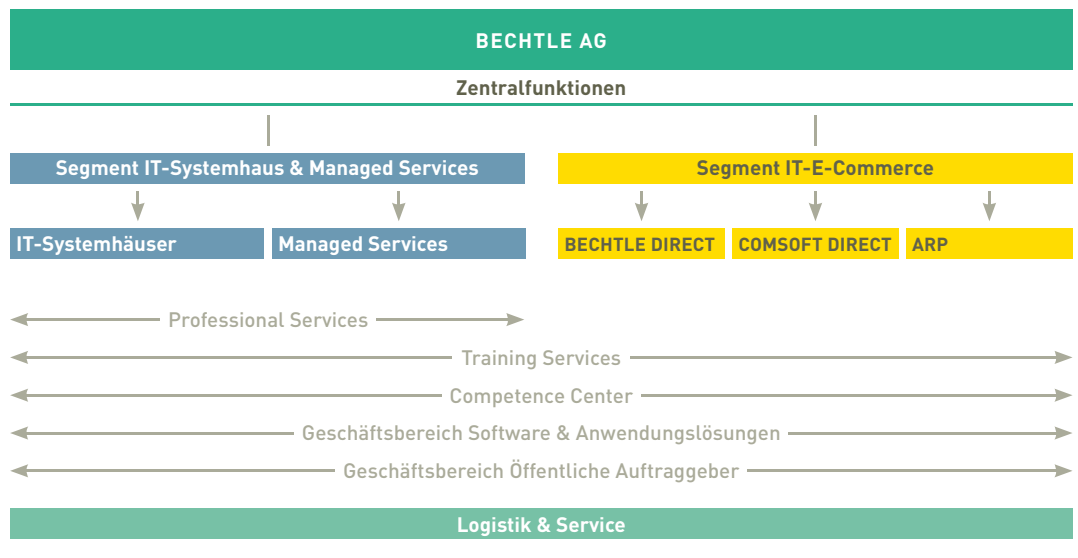 BECHTLE AG
Zentralfunktionen
Segment IT-Systemhaus & Managed Services
Segment IT-E-Commerce
IT-Systemhäuser
Managed Services
BECHTLE DIRECT
COMSOFT DIRECT
ARP
Professional Services
Training Services
Competence Center
Geschäftsbereich Software & Anwendungslösungen
Geschäftsbereich Öffentliche Auftraggeber
Logistik & Service